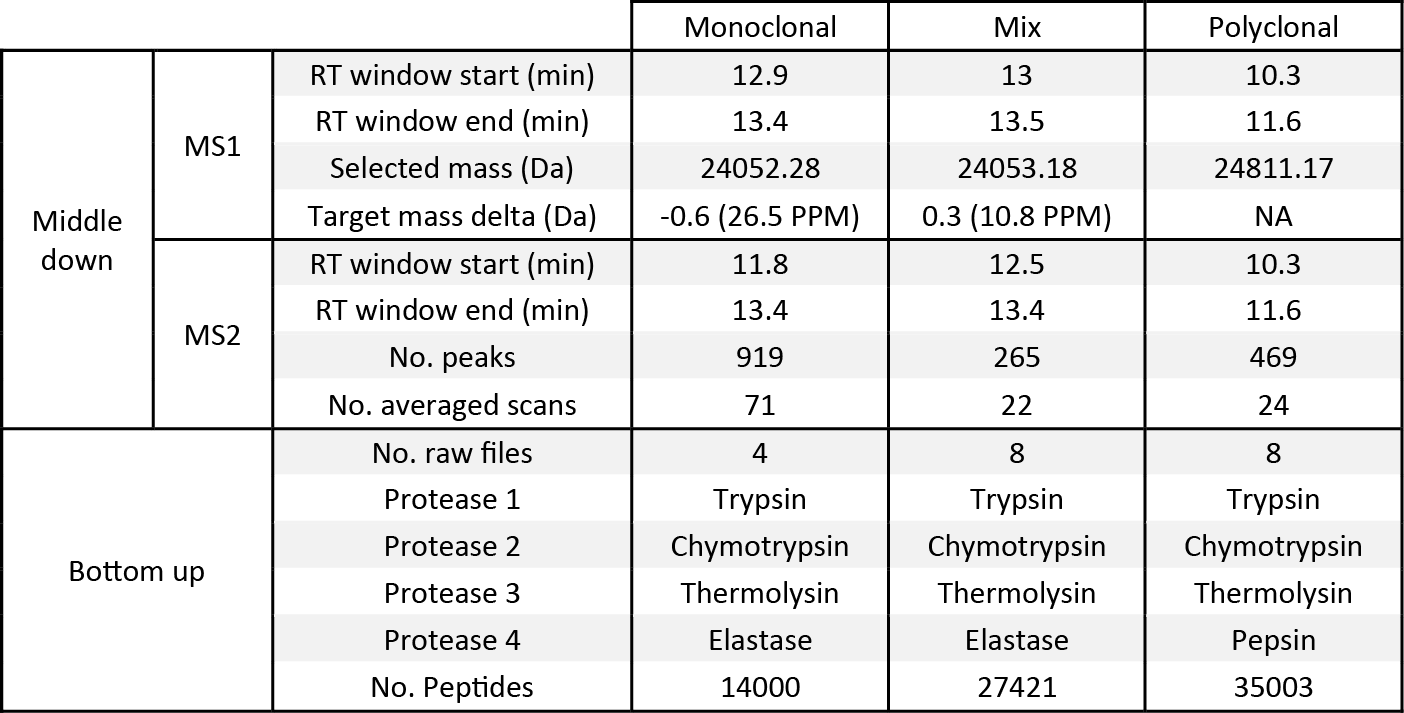 Monoclonal Mix Polyclonal
Middle down MS1 RT window start (min) 12.9 13 10.3
RT window end (min) 13.4 13.5 11.6
Selected mass (Da) 24052.28 24053.18 24811.17
Target mass delta (Da) -0.6 (26.5 PPM) 0.3 (10.8 PPM) NA
MS2 RT window start (min) 11.8 12.5 10.3
RT window end (min) 13.4 13.4 11.6
No. peaks 919 265 469
No. averaged scans 71 22 24
Bottom up No. raw files 4 8 8
Protease 1 Trypsin Trypsin Trypsin
Protease 2 Chymotrypsin Chymotrypsin Chymotrypsin
Protease 3 Thermolysin Thermolysin Thermolysin
Protease 4 Elastase Elastase Pepsin
No. Peptides 14000 27421 35003